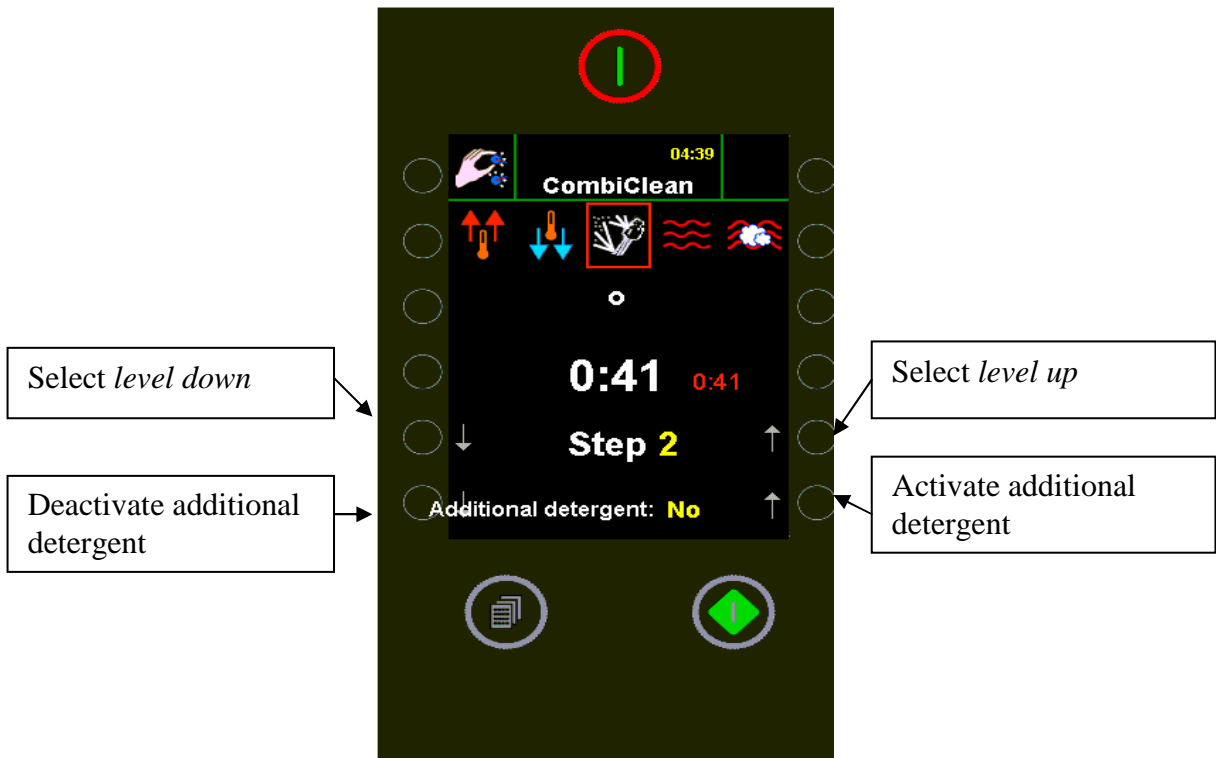 04:39
CombiClean
0:41 0:41
Select level down
Select level up
Step 2
Deactivate additional
detergent
Additional detergent: No
Activate additional
detergent